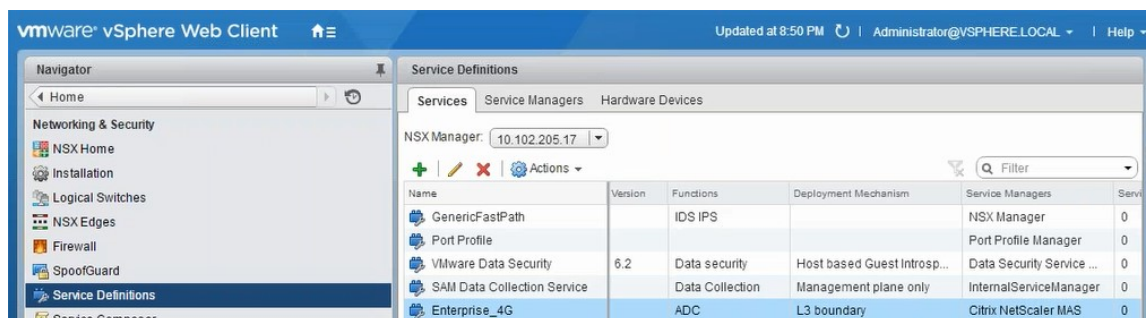 vmware® vSphere Web Client
Updated at 8:50 PM | Administrator@VSPHERE.LOCAL | Help
Navigator
Home
Networking & Security
NSX Home
Installation
Logical Switches
NSX Edges
Firewall
SpoofGuard
Service Definitions
Service Definitions
Services Service Managers Hardware Devices
NSX Manager: 10.102.205.17
Actions Filter
Name Version Functions Deployment Mechanism Service Managers Servi
GenericFastPath IDS IPS NSX Manager 0
Port Profile Port Profile Manager 0
VMware Data Security 6.2 Data security Host based Guest Introsp... Data Security Service ... 0
SAM Data Collection Service Data Collection Management plane only InternalServiceManager 0
Enterprise_4G ADC L3 boundary Citrix NetScaler MAS 0